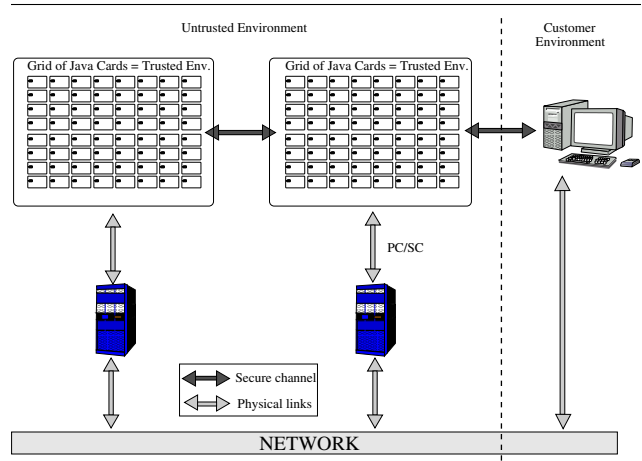 Untrusted Environment
Customer
Environment
Grid of Java Cards = Trusted Env.
Grid of Java Cards = Trusted Env.
PC/SC
Secure channel
Physical links
NETWORK